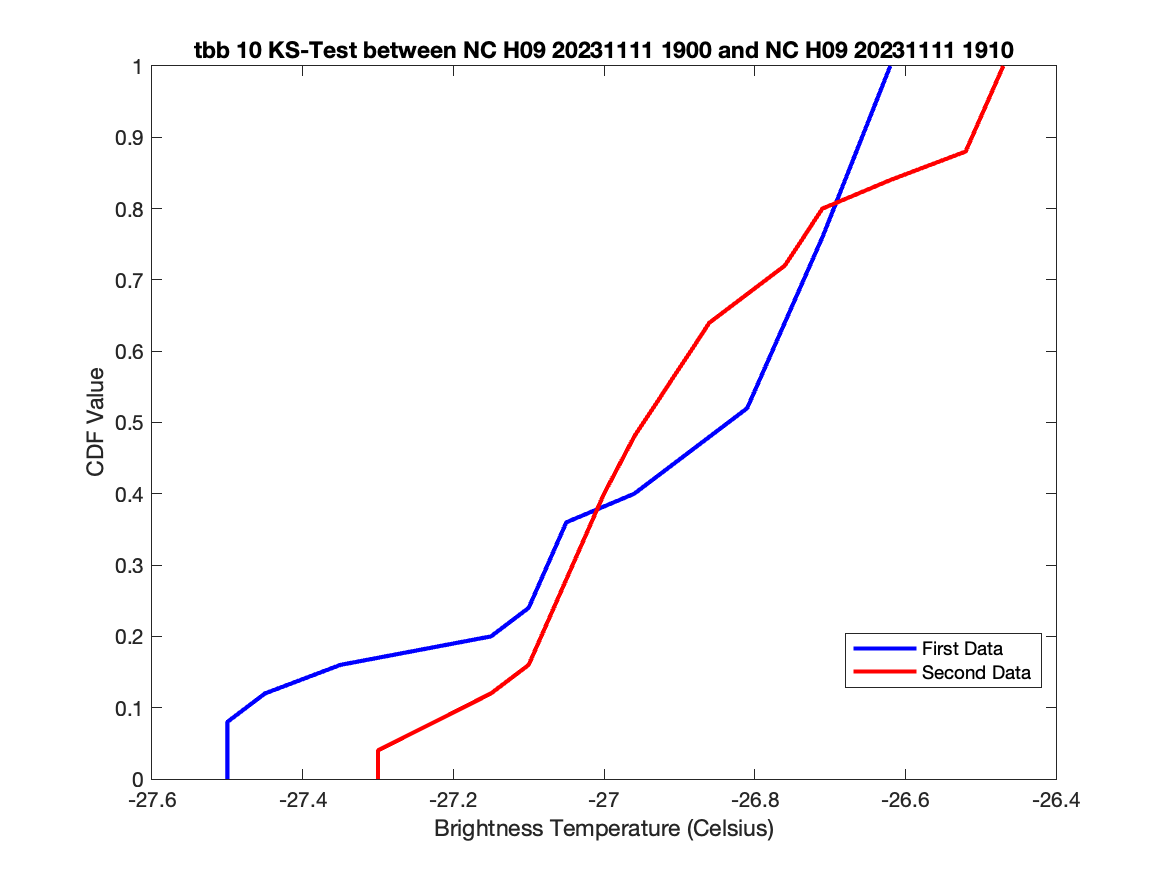 tbb 10 KS-Test between NC H09 20231111 1900 and NC H09 20231111 1910
1
0.9
0.8
0.7
0.6
0.5
0.4
0.3
0.2
0.1
0
CDF Value
First Data
Second Data
-27.6 -27.4 -27.2 -27 -26.8 -26.6 -26.4
Brightness Temperature (Celsius)